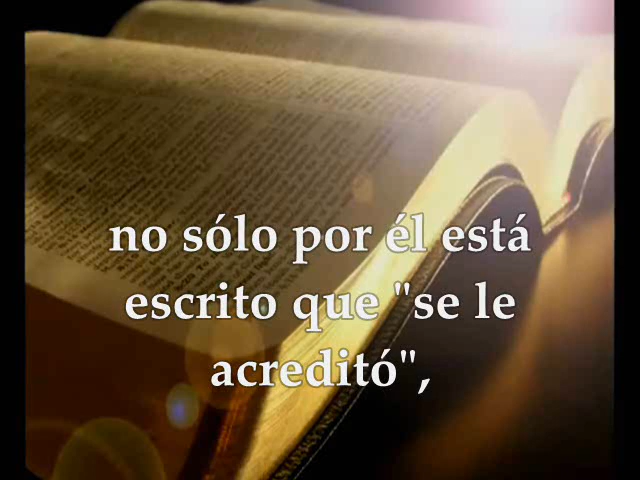 no sólo por él está
escrito que "se le
acreditó",